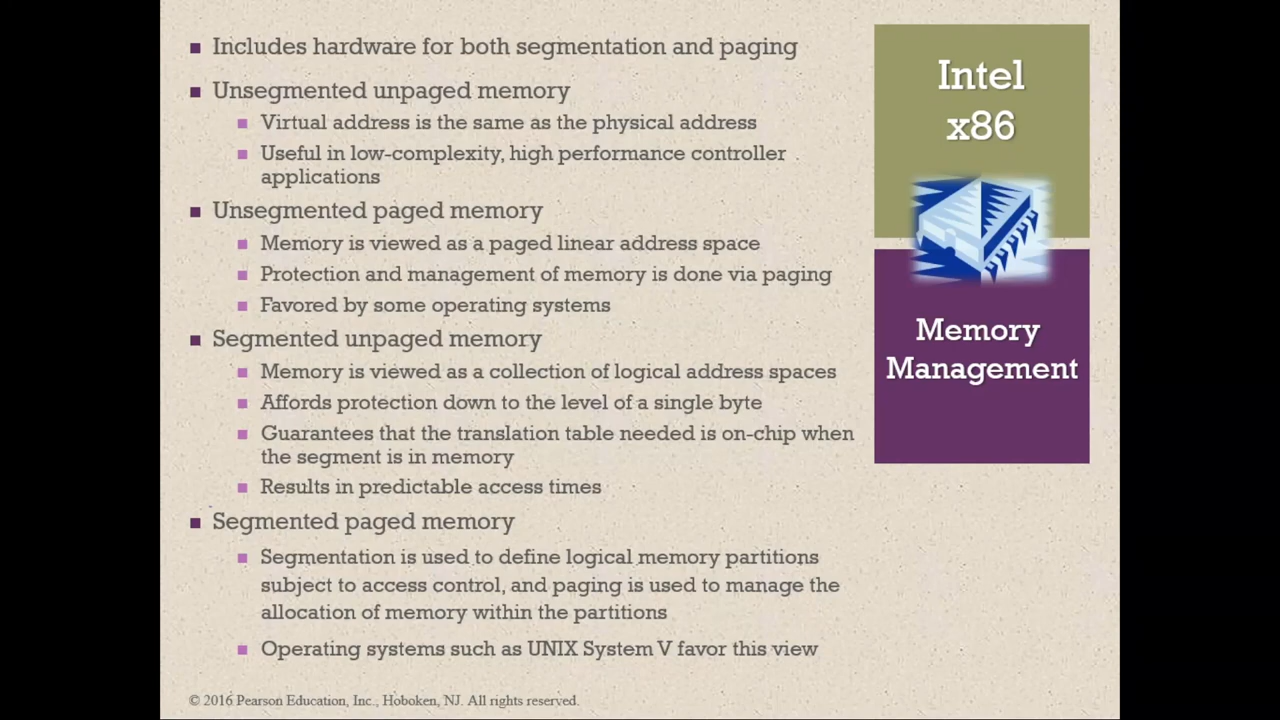 Includes hardware for both segmentation and paging
Unsegmented unpaged memory
Virtual address is the same as the physical address
Useful in low-complexity, high performance controller
applications
Unsegmented paged memory
Memory is viewed as a paged linear address space
Protection and management of memory is done via paging
Favored by some operating systems
Segmented unpaged memory
Memory is viewed as a collection of logical address spaces
Affords protection down to the level of a single byte
Guarantees that the translation table needed is on-chip when
the segment is in memory
Results in predictable access times
Segmented paged memory
Segmentation is used to define logical memory partitions
subject to access control, and paging is used to manage the
allocation of memory within the partitions
Operating systems such as UNIX System V favor this view
Intel
x86
Memory
Management
© 2016 Pearson Education, Inc., Hoboken, NJ. All rights reserved.